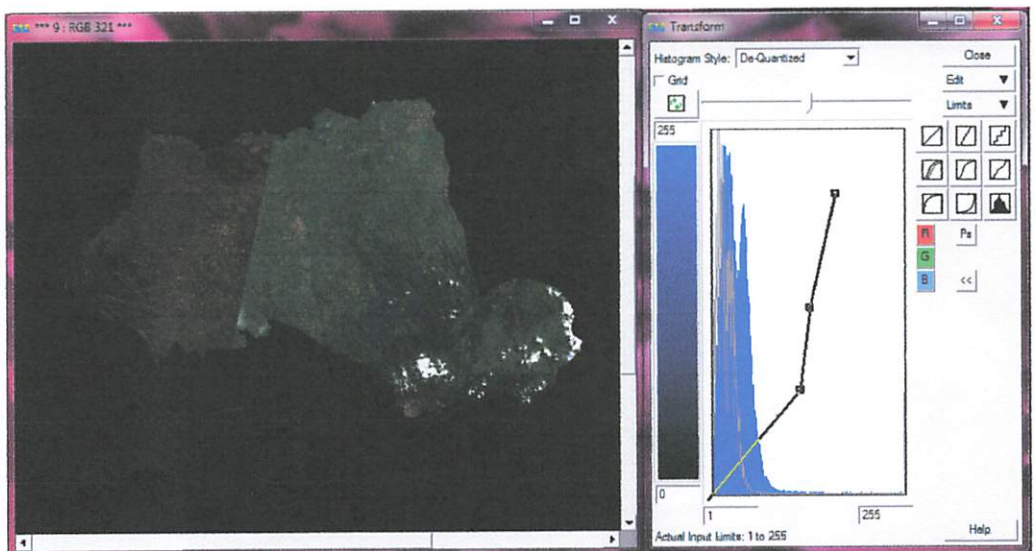 *** 9 : RGB 321 ***
Transform
Histogram Style: De-Quantized
Close
Grid
Edit
Limits
255
R
G
B
<<
0
1
255
Actual Input Limits: 1 to 255
Help